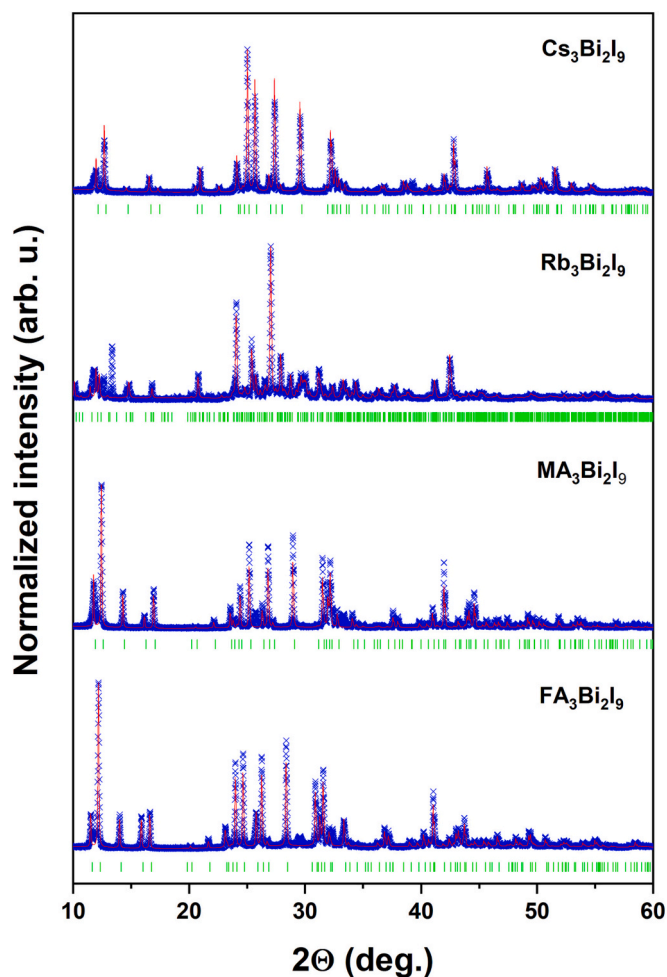 Cs₃Bi₂I₉
Rb₃Bi₂I₉
MA₃Bi₂I₉
FA₃Bi₂I₉
Normalized intensity (arb. u.)
10 20 30 40 50 60
2Θ (deg.)